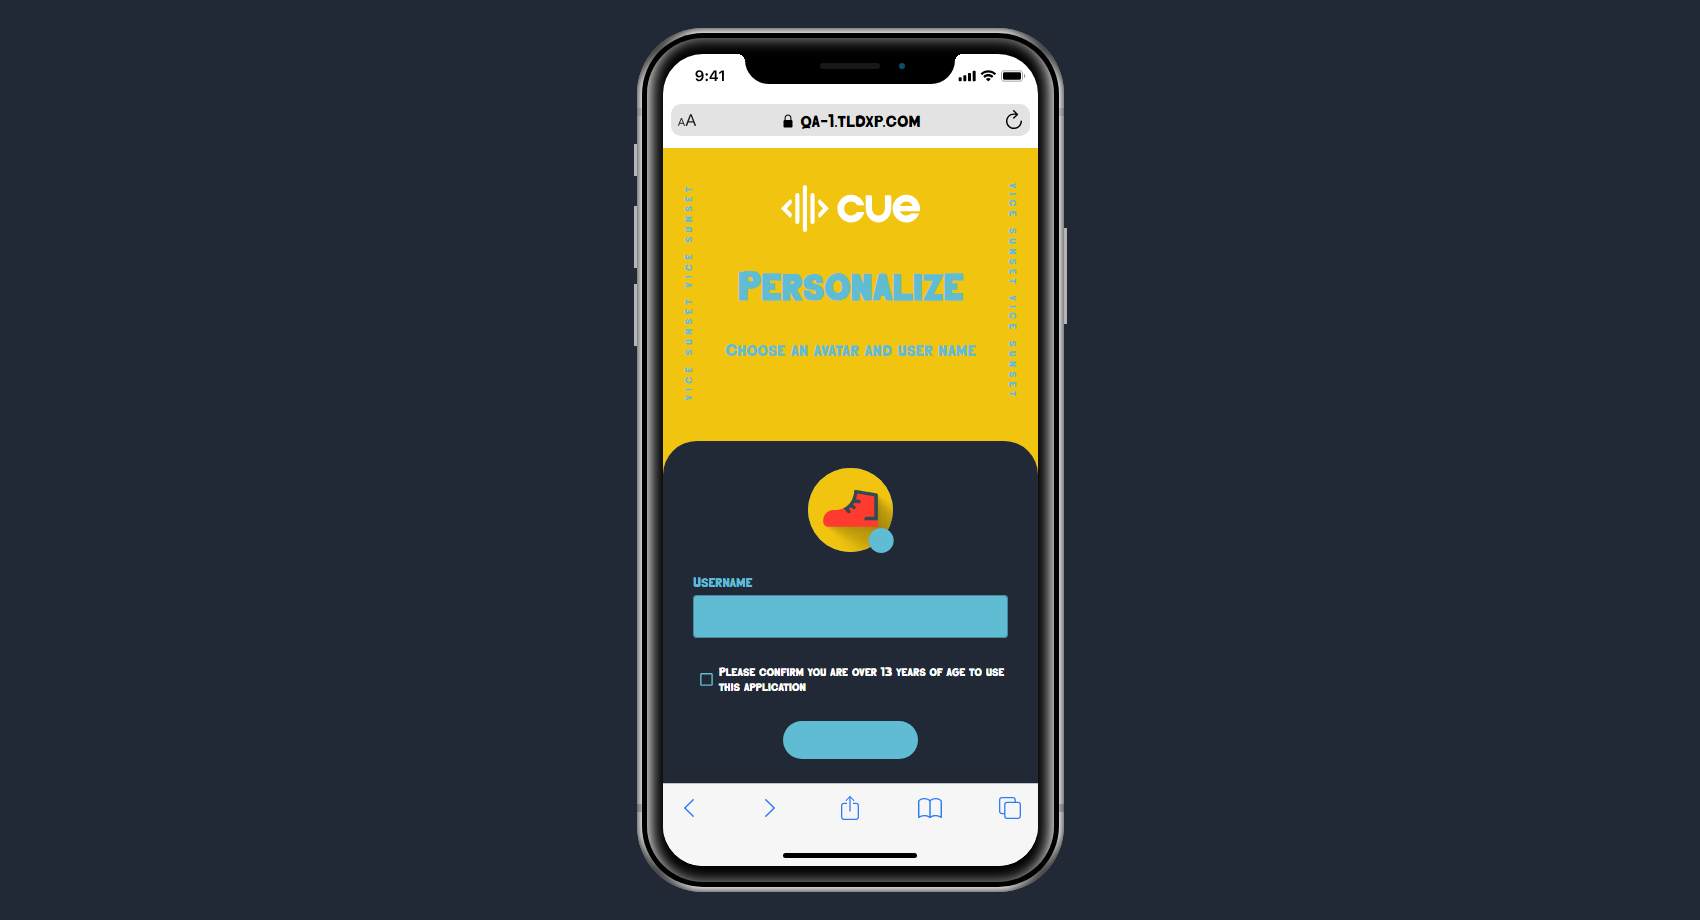 9:41
AA
QA-1.TLDXP.COM
cue
VICE SUNSET VICE SUNSET
VICE SUNSET VICE SUNSET
Personalize
Choose an avatar and user name
Username
Please confirm you are over 13 years of age to use
this application